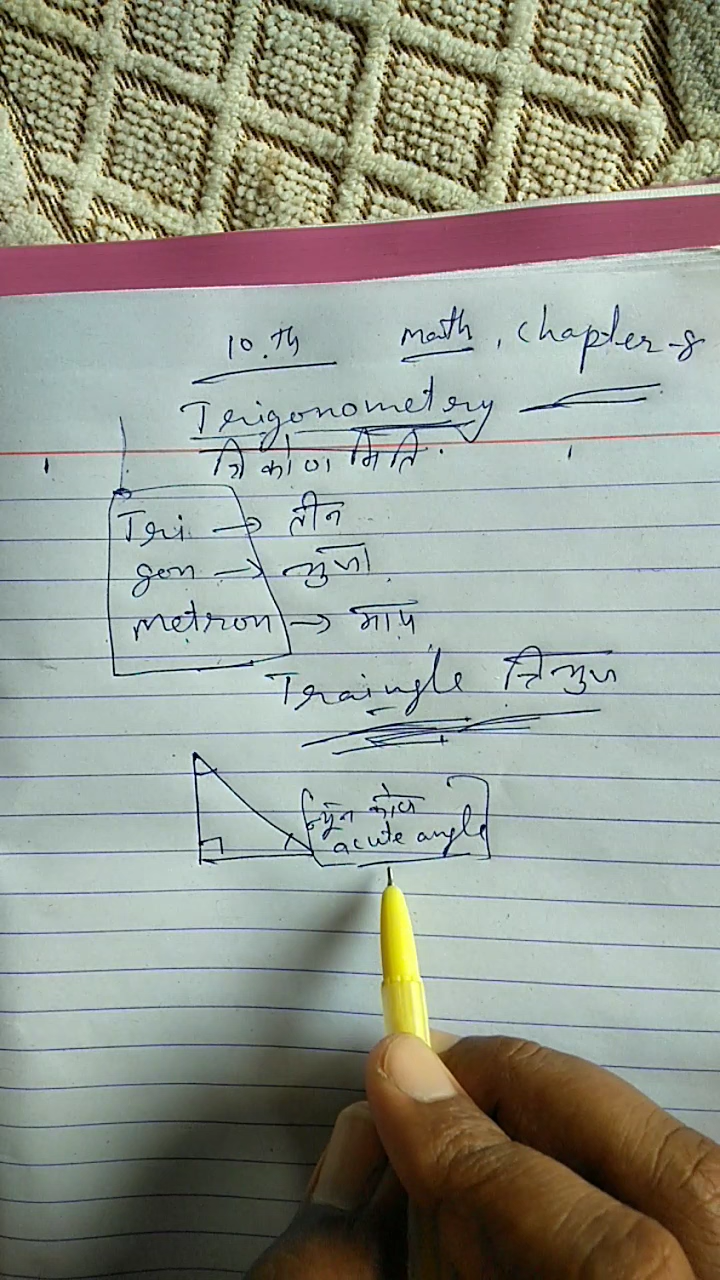 10.th math, chapter-8
Trigonometry
त्रिकोणमिति.
Tri → तीन
gon → भुजा
metron → माप
Traingle त्रिभुज
न्यून कोण
acute angle